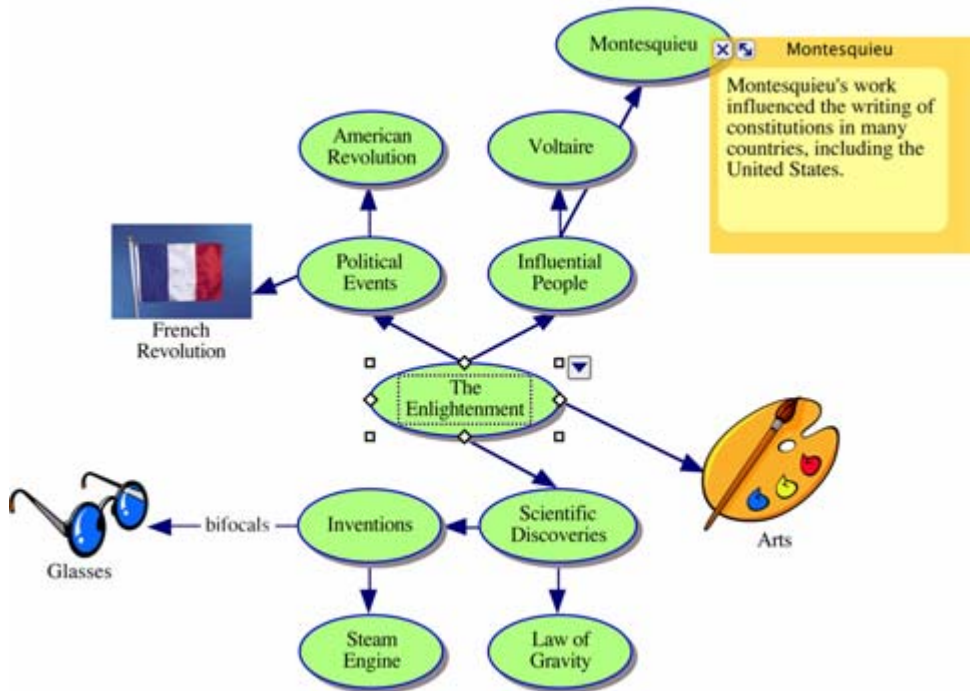 Montesquieu
Montesquieu
Montesquieu's work
influenced the writing of
constitutions in many
countries, including the
United States.
American
Revolution
Voltaire
Political
Events
Influential
People
French
Revolution
The
Enlightenment
Arts
Scientific
Discoveries
Inventions
bifocals
Glasses
Steam
Engine
Law of
Gravity